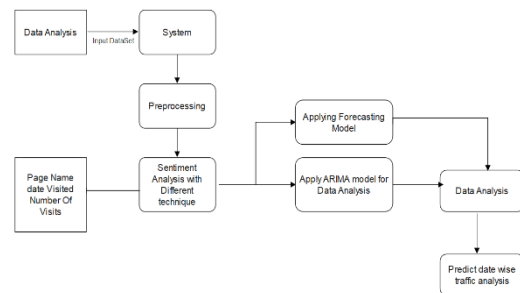 Data Analysis
Input DataSet
System
Preprocessing
Applying Forecasting
Model
Page Name
date Visited
Number Of
Visits
Sentiment
Analysis with
Different
technique
Apply ARIMA model for
Data Analysis
Data Analysis
Predict date wise
traffic analysis